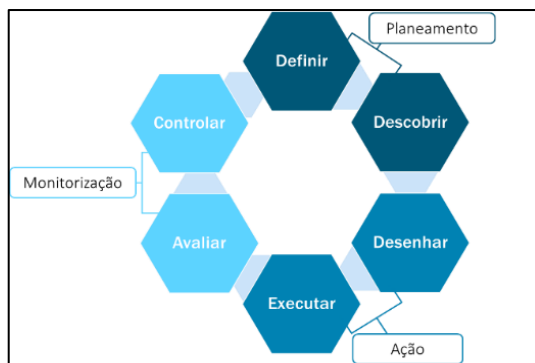 Planeamento
Definir
Controlar
Descobrir
Monitorização
Avaliar
Desenhar
Executar
Ação